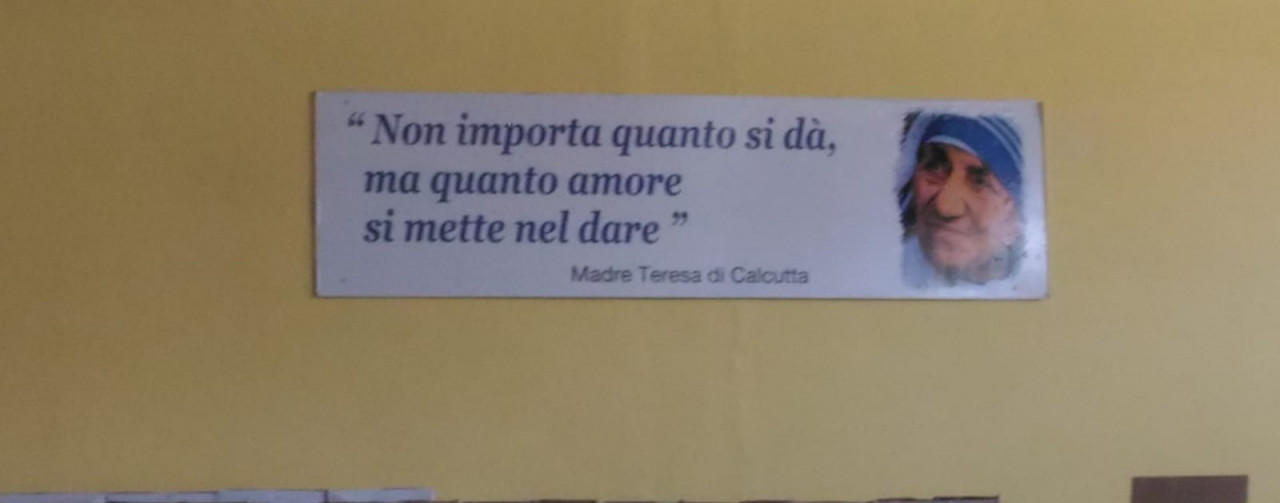 “ Non importa quanto si dà,
ma quanto amore
si mette nel dare ”
Madre Teresa di Calcutta